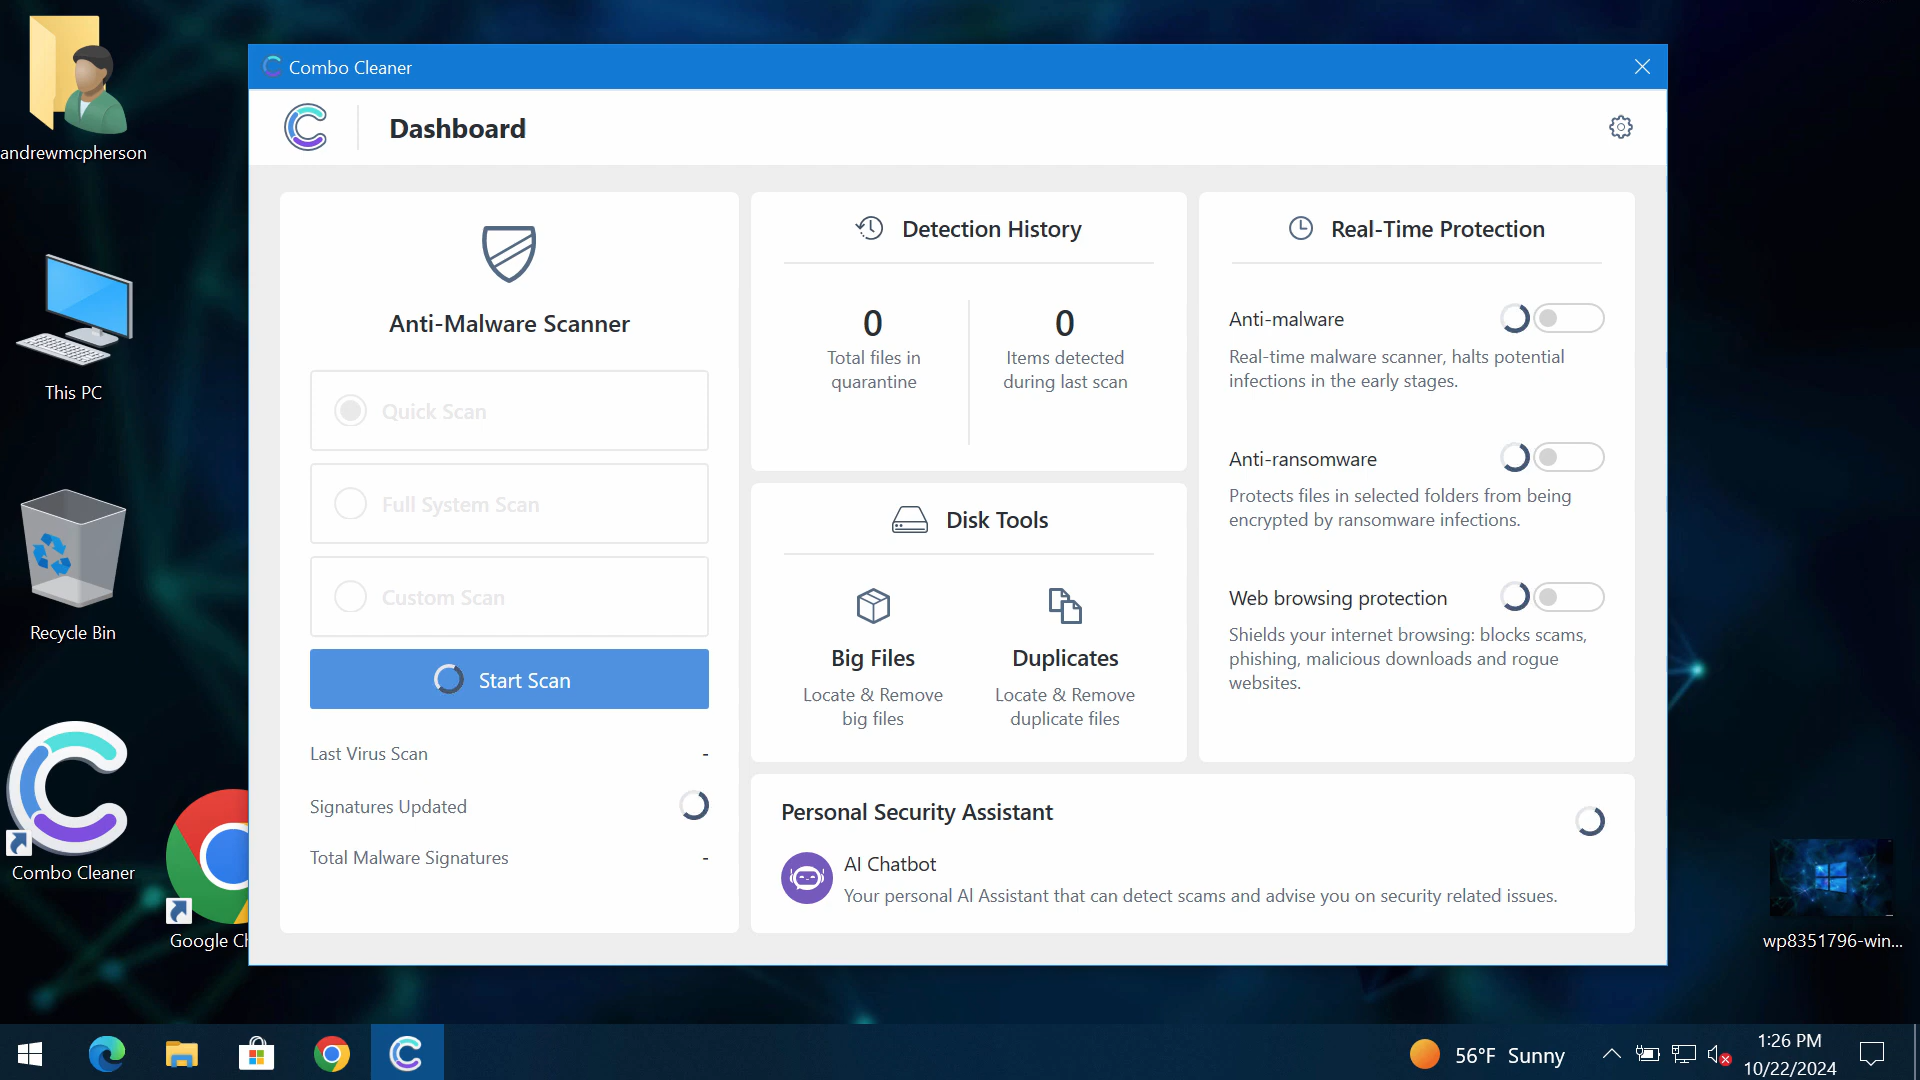 andrewmcpherson
This PC
Recycle Bin
Combo Cleaner
Google Ch
Combo Cleaner
Dashboard
Anti-Malware Scanner
Quick Scan
Full System Scan
Custom Scan
Start Scan
Last Virus Scan -
Signatures Updated
Total Malware Signatures -
Detection History
0
Total files in
quarantine
0
Items detected
during last scan
Disk Tools
Big Files
Locate & Remove
big files
Duplicates
Locate & Remove
duplicate files
Real-Time Protection
Anti-malware
Real-time malware scanner, halts potential
infections in the early stages.
Anti-ransomware
Protects files in selected folders from being
encrypted by ransomware infections.
Web browsing protection
Shields your internet browsing: blocks scams,
phishing, malicious downloads and rogue
websites.
Personal Security Assistant
AI Chatbot
Your personal AI Assistant that can detect scams and advise you on security related issues.
wp8351796-win...
56°F Sunny
1:26 PM
10/22/2024